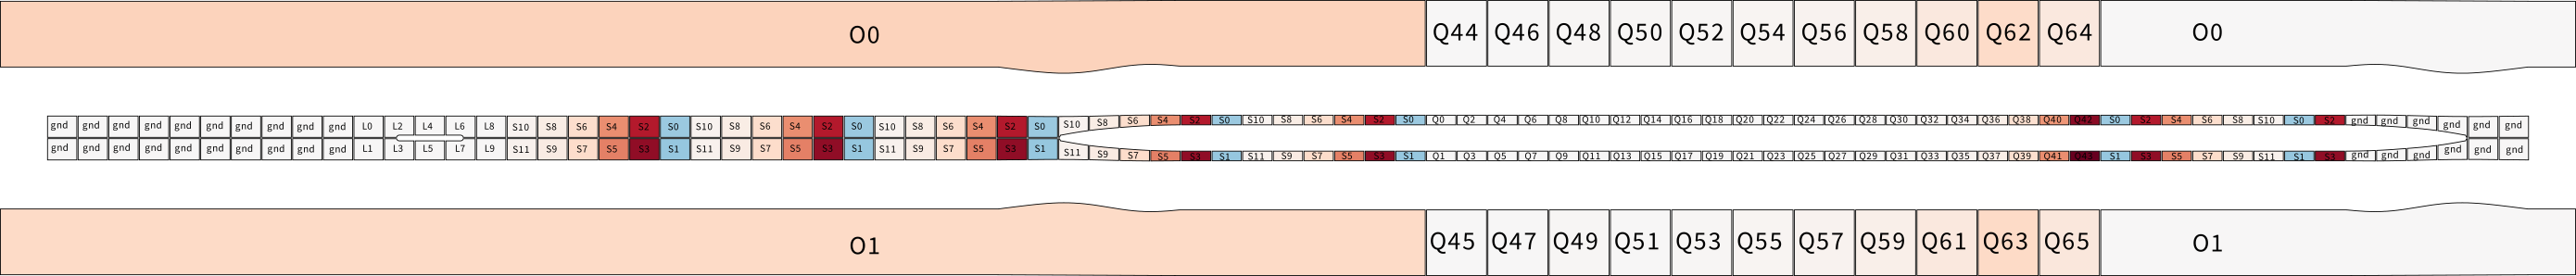 O0 Q44 Q46 Q48 Q50 Q52 Q54 Q56 Q58 Q60 Q62 Q64 O0
gnd gnd gnd gnd gnd gnd gnd gnd gnd gnd L0 L2 L4 L6 L8 S10 S8 S6 S4 S2 S0 S10 S8 S6 S4 S2 S0 S10 S8 S6 S4 S2 S0 S10 S8 S6 S4 S2 S0 S10 S8 S6 S4 S2 S0 Q0 Q2 Q4 Q6 Q8 Q10 Q12 Q14 Q16 Q18 Q20 Q22 Q24 Q26 Q28 Q30 Q32 Q34 Q36 Q38 Q40 Q42 S0 S2 S4 S6 S8 S10 S0 S2 gnd gnd gnd gnd gnd gnd
gnd gnd gnd gnd gnd gnd gnd gnd gnd gnd L1 L3 L5 L7 L9 S11 S9 S7 S5 S3 S1 S11 S9 S7 S5 S3 S1 S11 S9 S7 S5 S3 S1 S11 S9 S7 S5 S3 S1 S11 S9 S7 S5 S3 S1 Q1 Q3 Q5 Q7 Q9 Q11 Q13 Q15 Q17 Q19 Q21 Q23 Q25 Q27 Q29 Q31 Q33 Q35 Q37 Q39 Q41 Q43 S1 S3 S5 S7 S9 S11 S1 S3 gnd gnd gnd gnd gnd gnd
O1 Q45 Q47 Q49 Q51 Q53 Q55 Q57 Q59 Q61 Q63 Q65 O1